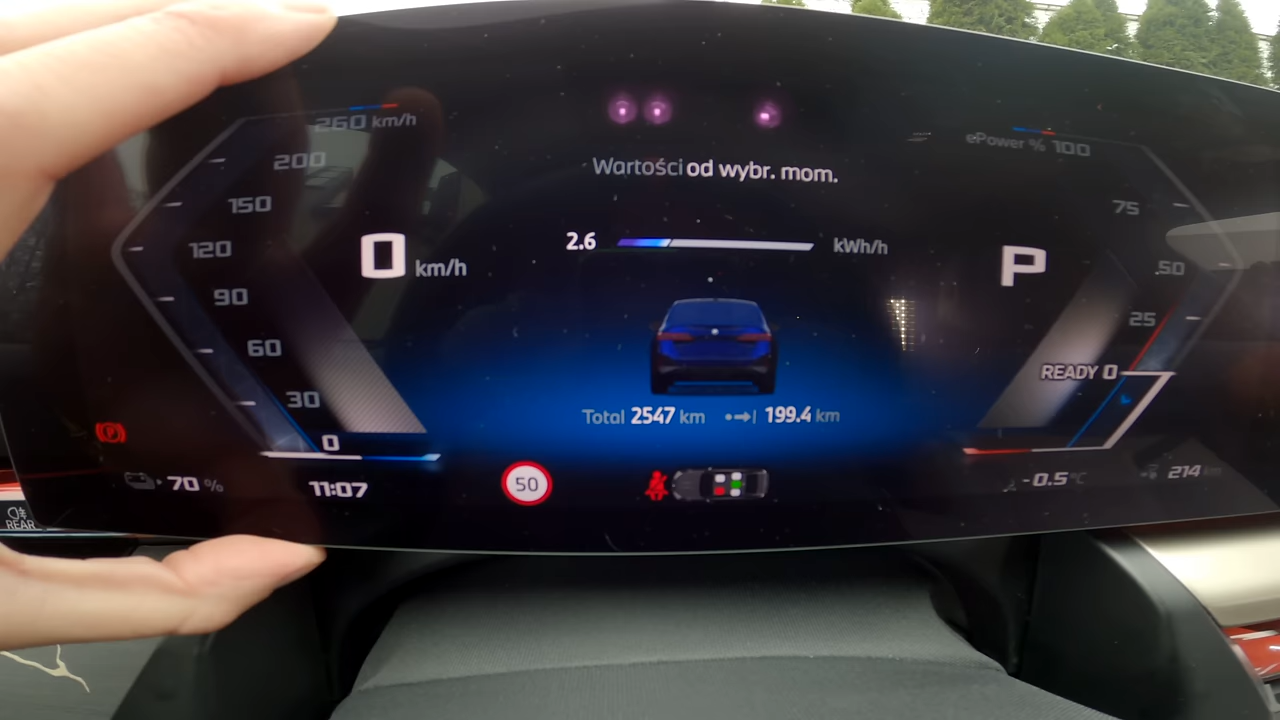 260 km/h
200
150
120
90
60
30
0
0 km/h
Wartości od wybr. mom.
2.6 kWh/h
Total 2547 km 199.4 km
ePower % 100
75
50
25
READY 0
P
P
70 %
11:07
50
-0.5°C
214 km
REAR